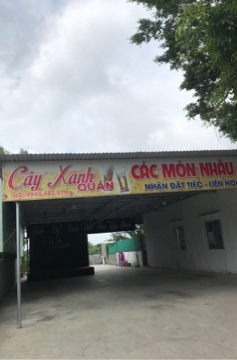 Cây Xanh
QUÁN
CÁC MÓN NHẬU
NHẬN ĐẶT TIỆC - LIÊN HOA